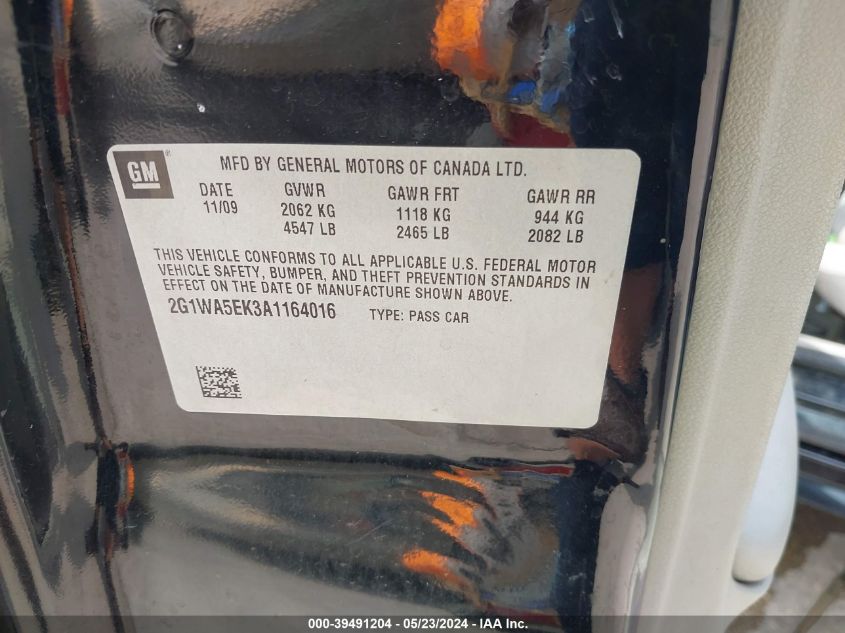 GM ®
MFD BY GENERAL MOTORS OF CANADA LTD.
DATE GVWR GAWR FRT GAWR RR
11/09 2062 KG 1118 KG 944 KG
4547 LB 2465 LB 2082 LB
THIS VEHICLE CONFORMS TO ALL APPLICABLE U.S. FEDERAL MOTOR
VEHICLE SAFETY, BUMPER, AND THEFT PREVENTION STANDARDS IN
EFFECT ON THE DATE OF MANUFACTURE SHOWN ABOVE.
2G1WA5EK3A1164016 TYPE: PASS CAR
000-39491204 - 05/23/2024 - IAA Inc.